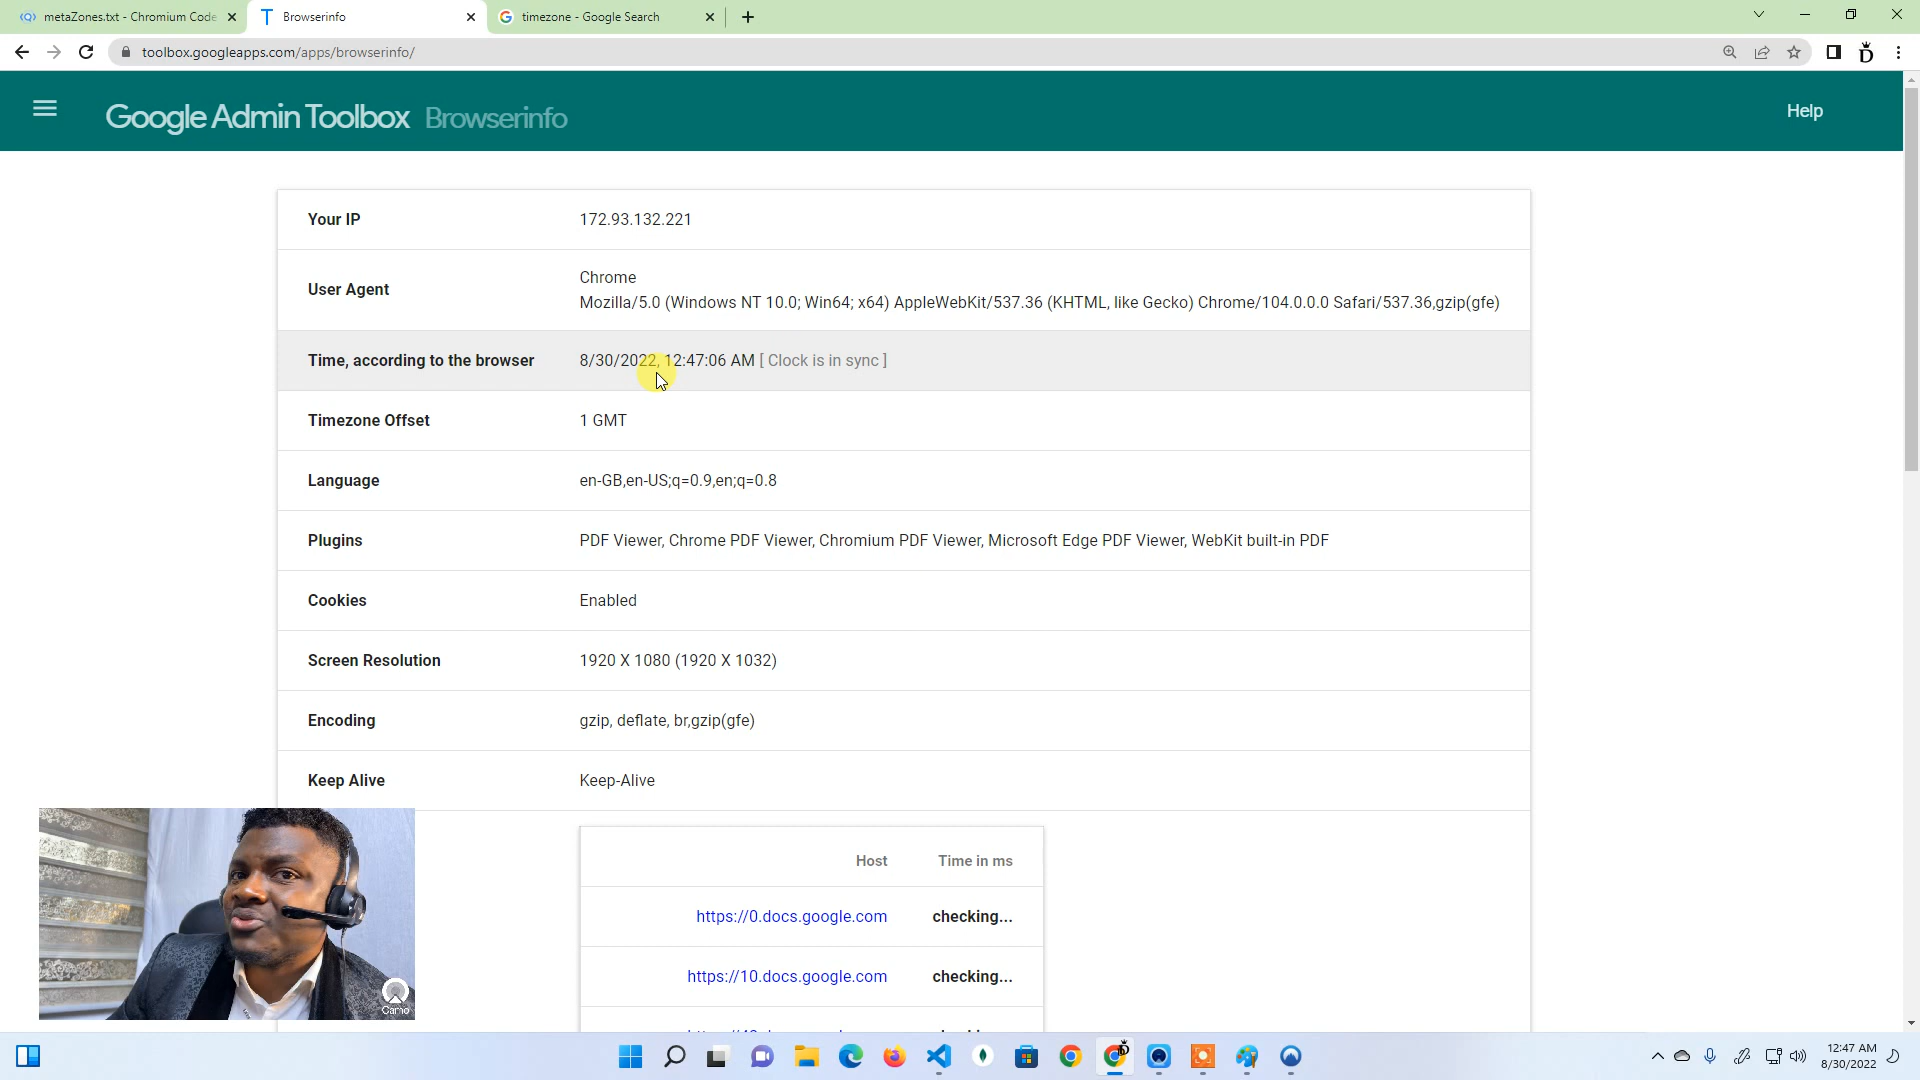 metaZones.txt - Chromium Code
Browserinfo
timezone - Google Search
toolbox.googleapps.com/apps/browserinfo/
Google Admin Toolbox Browserinfo
Help
Your IP 172.93.132.221
User Agent Chrome
Mozilla/5.0 (Windows NT 10.0; Win64; x64) AppleWebKit/537.36 (KHTML, like Gecko) Chrome/104.0.0.0 Safari/537.36,gzip(gfe)
Time, according to the browser 8/30/2022, 12:47:06 AM [ Clock is in sync ]
Timezone Offset 1 GMT
Language en-GB,en-US;q=0.9,en;q=0.8
Plugins PDF Viewer, Chrome PDF Viewer, Chromium PDF Viewer, Microsoft Edge PDF Viewer, WebKit built-in PDF
Cookies Enabled
Screen Resolution 1920 X 1080 (1920 X 1032)
Encoding gzip, deflate, br,gzip(gfe)
Keep Alive Keep-Alive
Host Time in ms
https://0.docs.google.com checking...
https://10.docs.google.com checking...
Camo
12:47 AM
8/30/2022